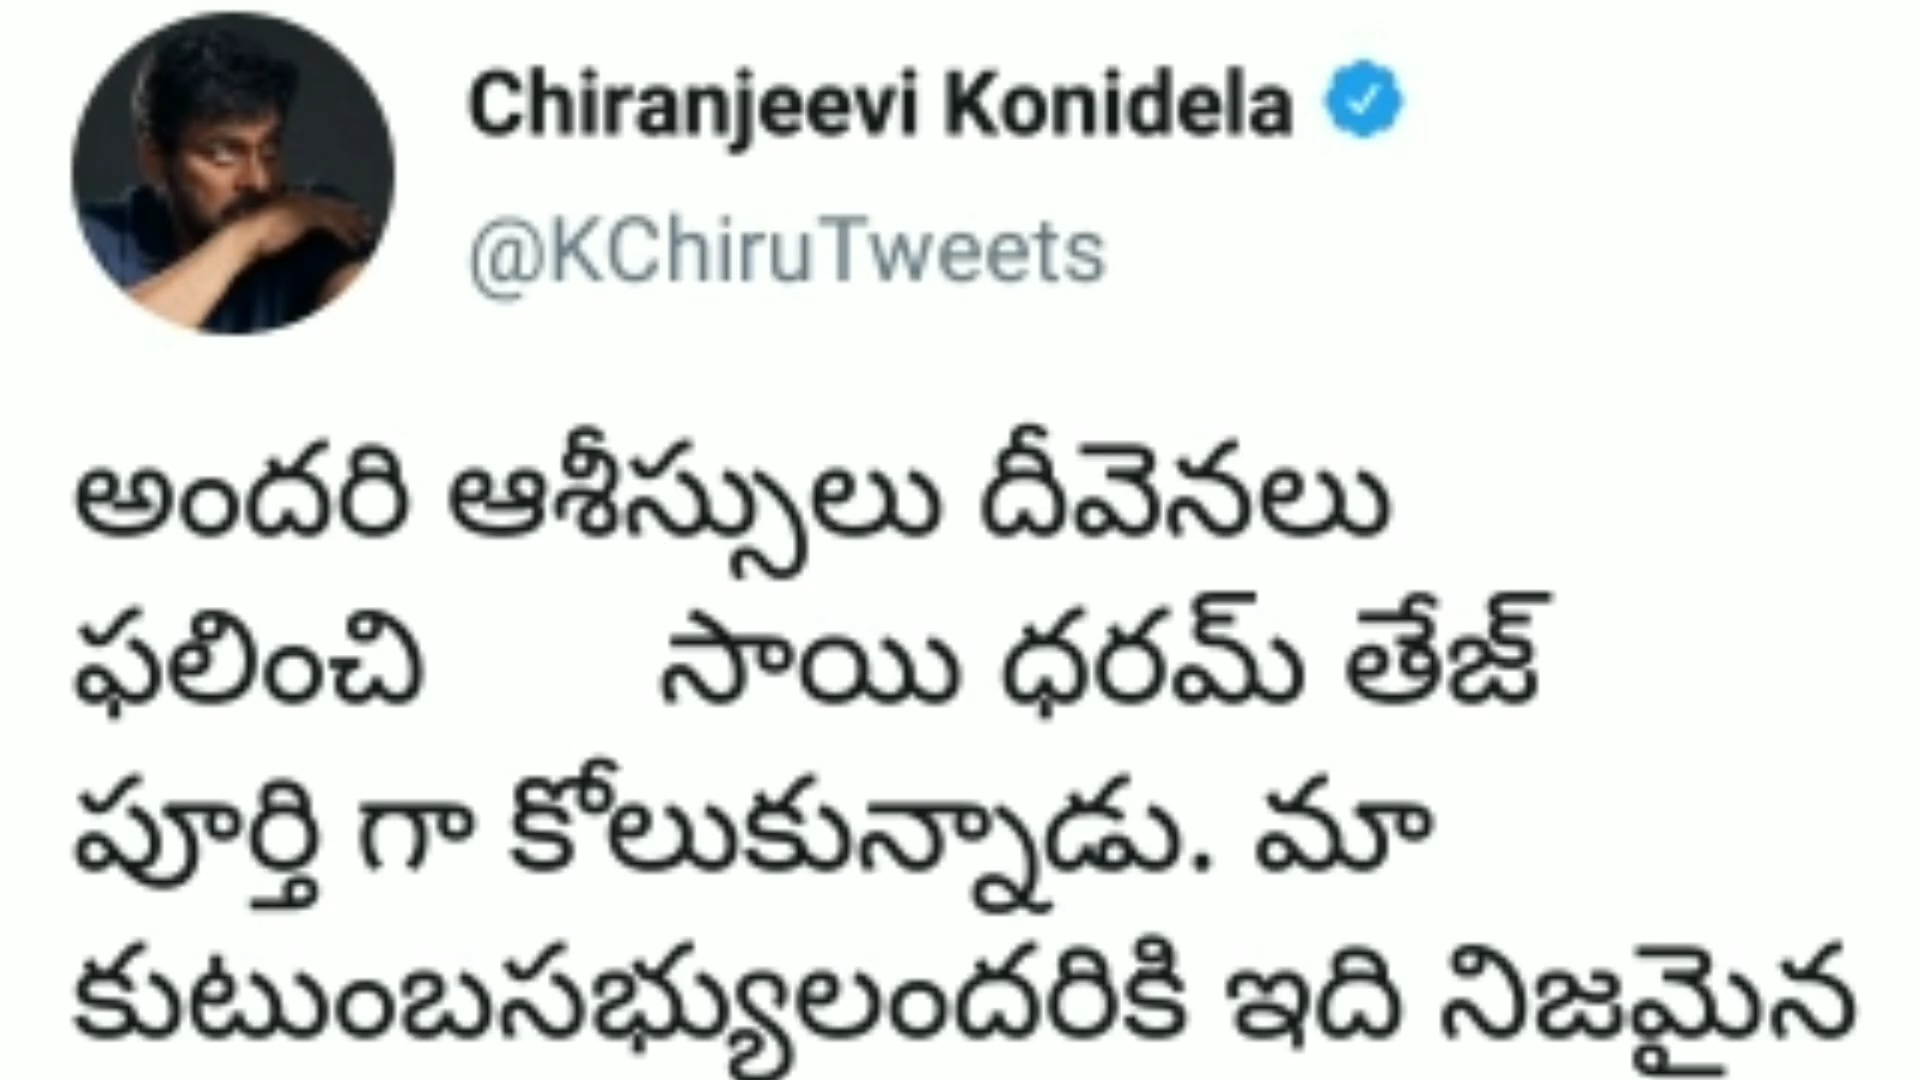 Chiranjeevi Konidela
@KChiruTweets
అందరి ఆశీస్సులు దీవెనలు
ఫలించి సాయి ధరమ్ తేజ్
పూర్తి గా కోలుకున్నాడు. మా
కుటుంబసభ్యులందరికి ఇది నిజమైన